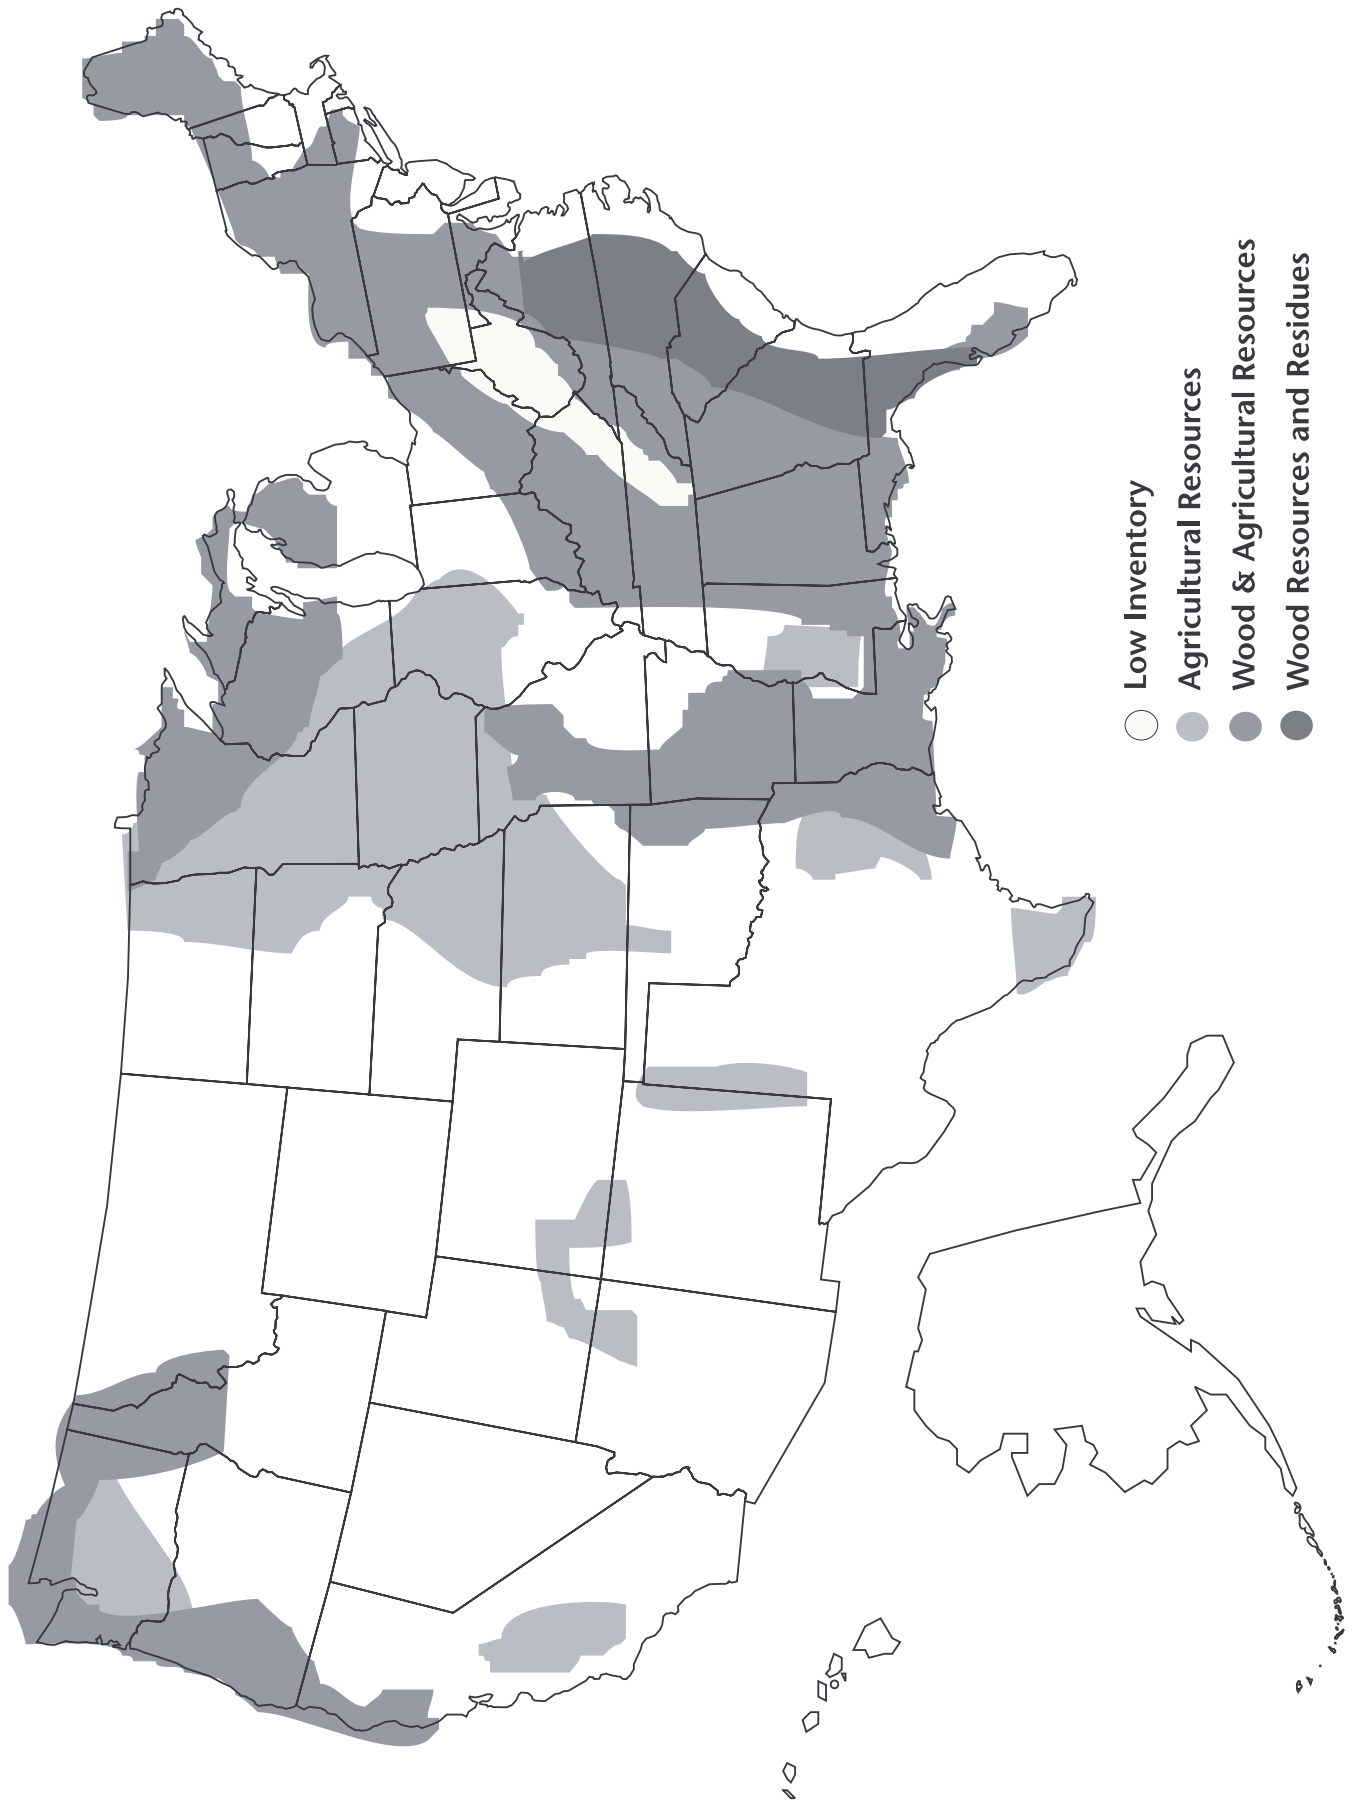 Low Inventory
Agricultural Resources
Wood & Agricultural Resources
Wood Resources and Residues